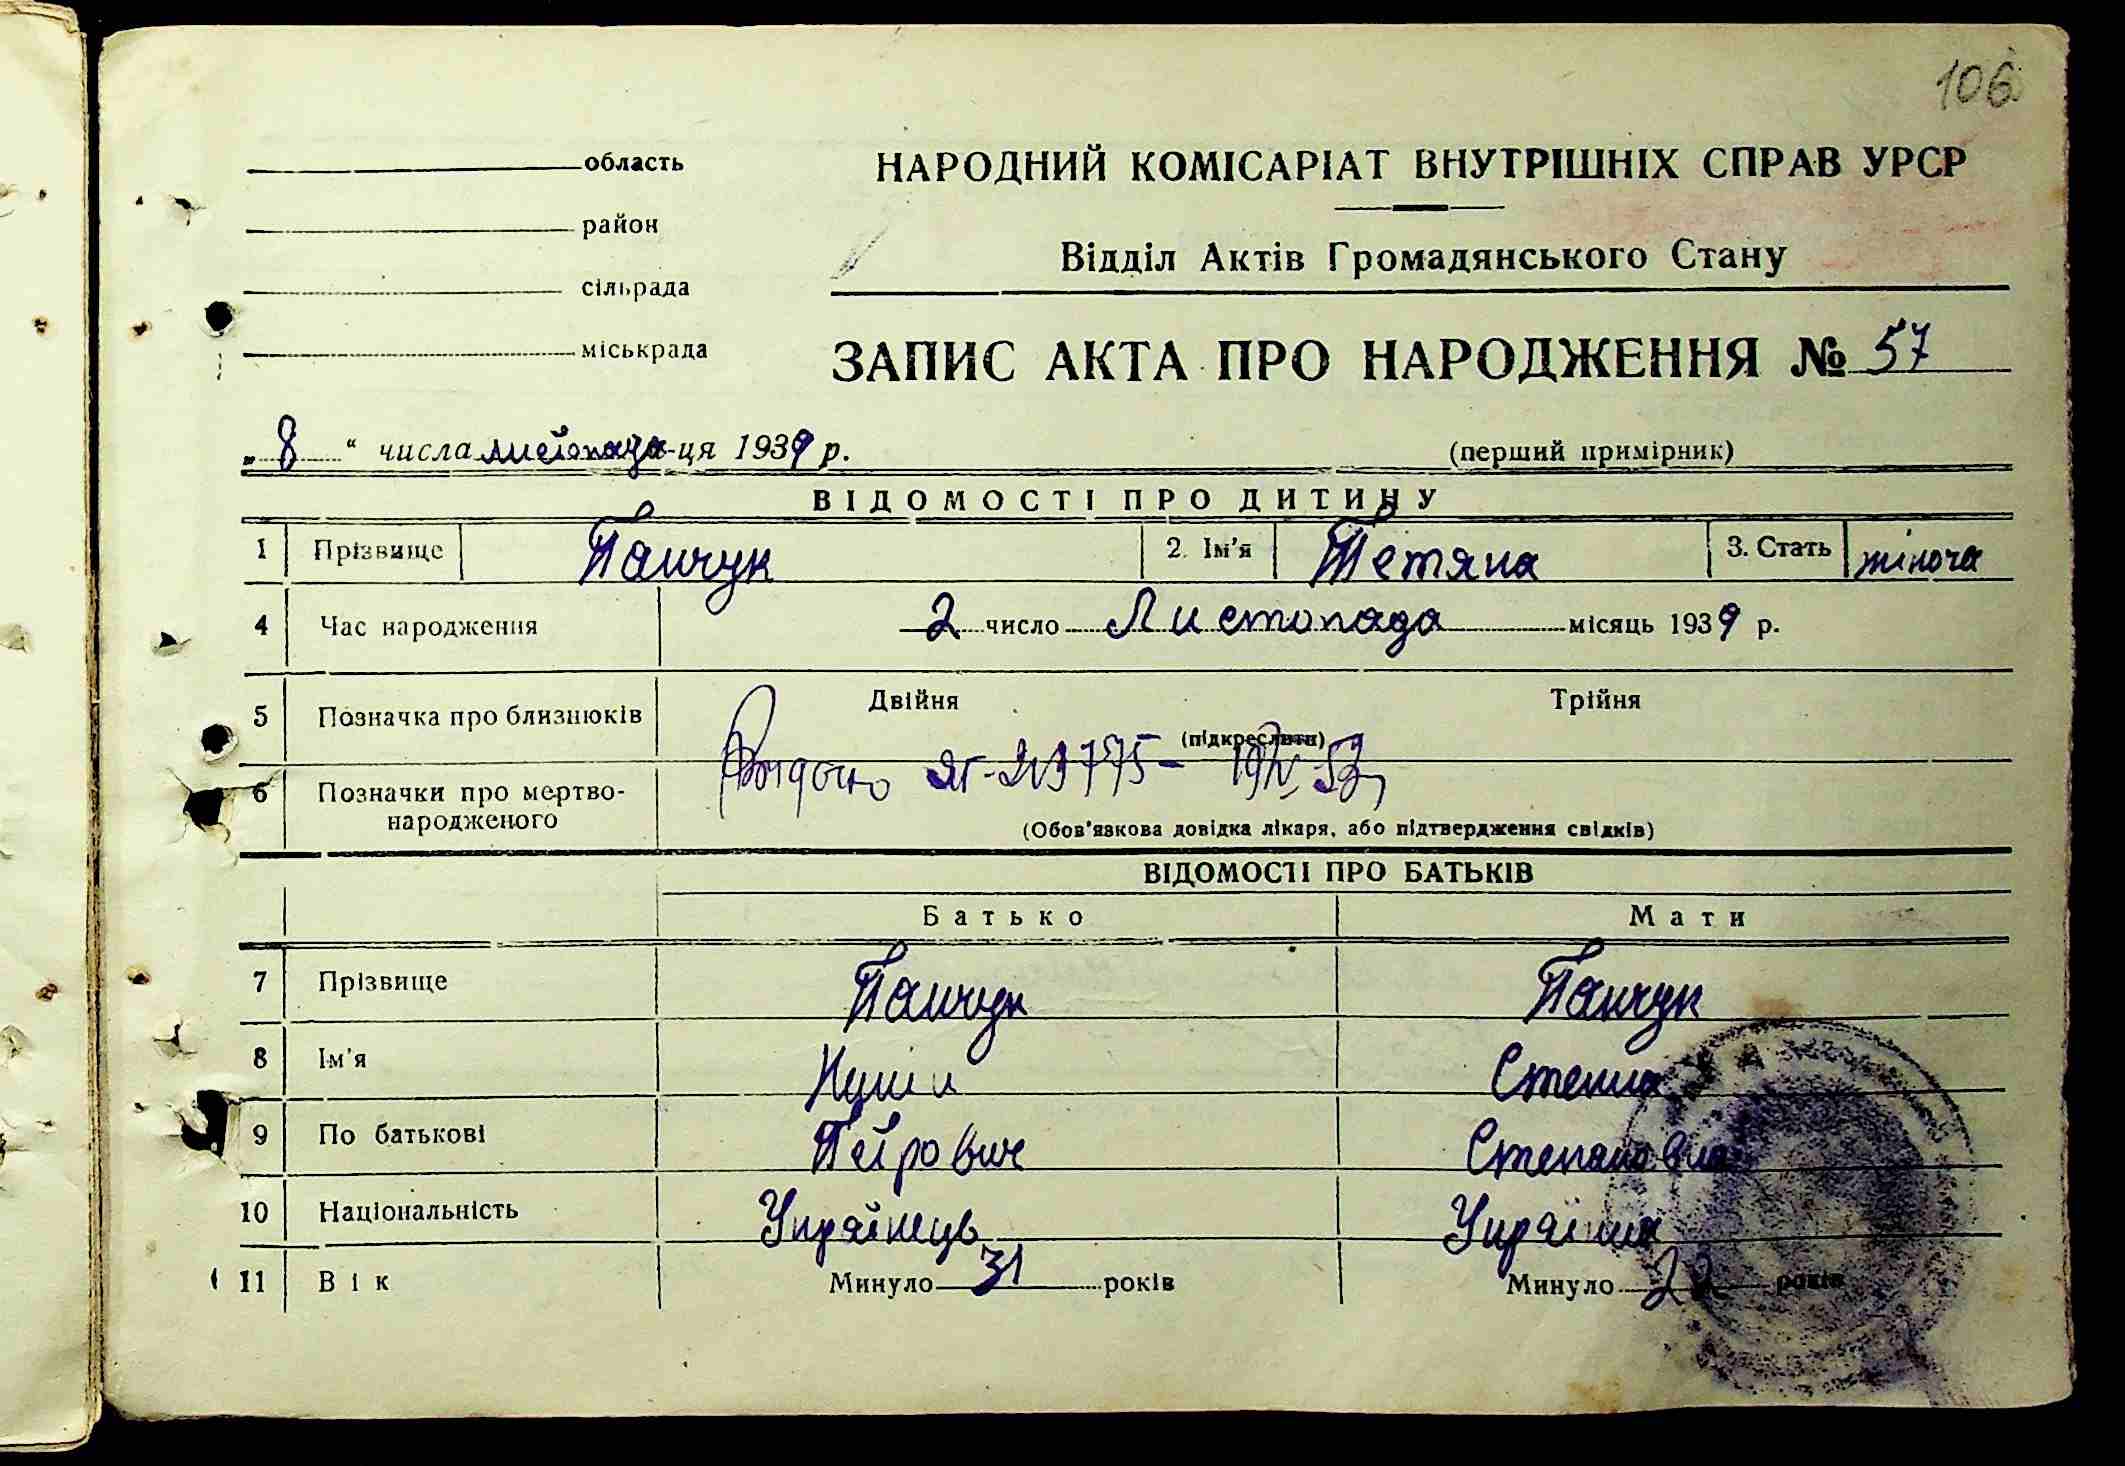 106
область
район
сільрада
міськрада
НАРОДНИЙ КОМІСАРІАТ ВНУТРІШНІХ СПРАВ УРСР
Відділ Актів Громадянського Стану
ЗАПИС АКТА ПРО НАРОДЖЕННЯ № 57
„ 8 “ числа листопада-ця 1939 р. (перший примірник)
ВІДОМОСТІ ПРО ДИТИНУ
1 Прізвище Панчук 2. Ім'я Тетяна 3. Стать жіноча
4 Час народження 2 число Листопада місяць 1939 р.
5 Позначка про близнюків Двійня Трійня
(підкреслити)
6 Позначки про мертво-
народженого
(Обов'язкова довідка лікаря, або підтвердження свідків)
ВІДОМОСТІ ПРО БАТЬКІВ
Батько Мати
7 Прізвище Панчук Панчук
8 Ім'я
9 По батькові Петрович Степановна
10 Національність Українець Українка
11 Вік Минуло 31 років Минуло років